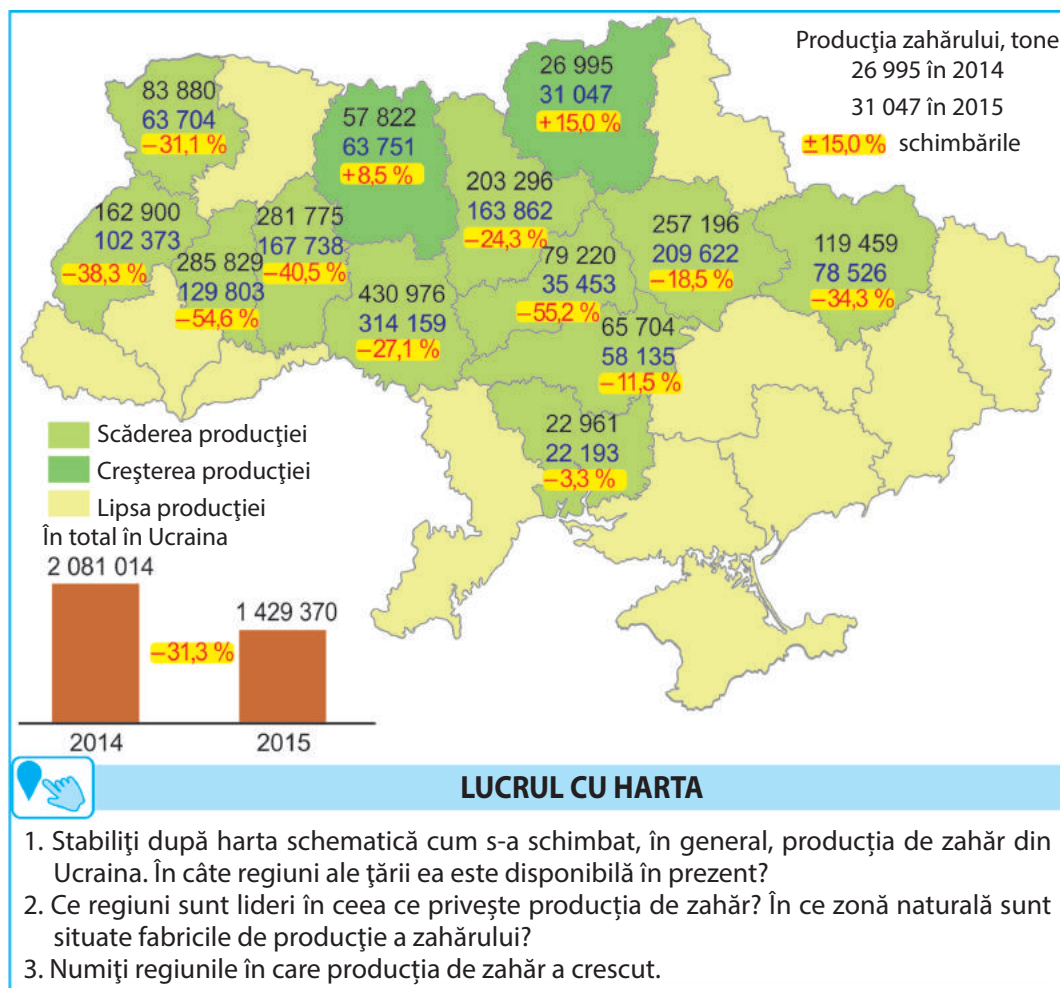 Producţia zahărului, tone
26 995 în 2014
31 047 în 2015
±15,0 % schimbările
83 880
63 704
–31,1 %
57 822
63 751
+8,5 %
26 995
31 047
+15,0 %
203 296
163 862
–24,3 %
162 900
102 373
–38,3 %
285 829
129 803
–54,6 %
281 775
167 738
–40,5 %
430 976
314 159
–27,1 %
79 220
35 453
–55,2 %
257 196
209 622
–18,5 %
119 459
78 526
–34,3 %
65 704
58 135
–11,5 %
22 961
22 193
–3,3 %
Scăderea producţiei
Creşterea producţiei
Lipsa producţiei
În total în Ucraina
2 081 014
1 429 370
–31,3 %
2014 2015
LUCRUL CU HARTA
1. Stabiliţi după harta schematică cum s-a schimbat, în general, producția de zahăr din
Ucraina. În câte regiuni ale ţării ea este disponibilă în prezent?
2. Ce regiuni sunt lideri în ceea ce privește producția de zahăr? În ce zonă naturală sunt
situate fabricile de producţie a zahărului?
3. Numiţi regiunile în care producția de zahăr a crescut.